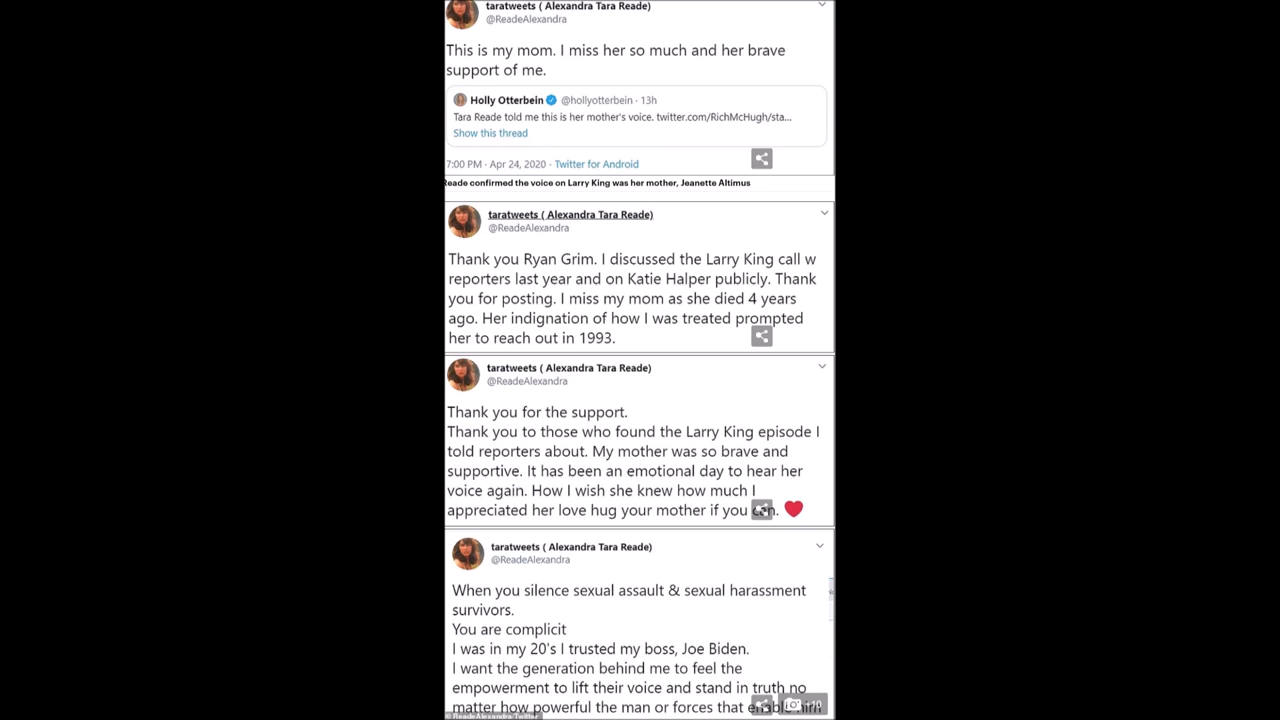 taratweets ( Alexandra Tara Reade)
@ReadeAlexandra
This is my mom. I miss her so much and her brave
support of me.
Holly Otterbein @hollyotterbein · 13h
Tara Reade told me this is her mother's voice. twitter.com/RichMcHugh/sta...
Show this thread
7:00 PM · Apr 24, 2020 · Twitter for Android
Reade confirmed the voice on Larry King was her mother, Jeanette Altimus
taratweets ( Alexandra Tara Reade)
@ReadeAlexandra
Thank you Ryan Grim. I discussed the Larry King call w
reporters last year and on Katie Halper publicly. Thank
you for posting. I miss my mom as she died 4 years
ago. Her indignation of how I was treated prompted
her to reach out in 1993.
taratweets ( Alexandra Tara Reade)
@ReadeAlexandra
Thank you for the support.
Thank you to those who found the Larry King episode I
told reporters about. My mother was so brave and
supportive. It has been an emotional day to hear her
voice again. How I wish she knew how much I
appreciated her love hug your mother if you can. ❤
taratweets ( Alexandra Tara Reade)
@ReadeAlexandra
When you silence sexual assault & sexual harassment
survivors.
You are complicit
I was in my 20's I trusted my boss, Joe Biden.
I want the generation behind me to feel the
empowerment to lift their voice and stand in truth no
matter how powerful the man or forces that enable him
+10
© ReadeAlexandra Twitter